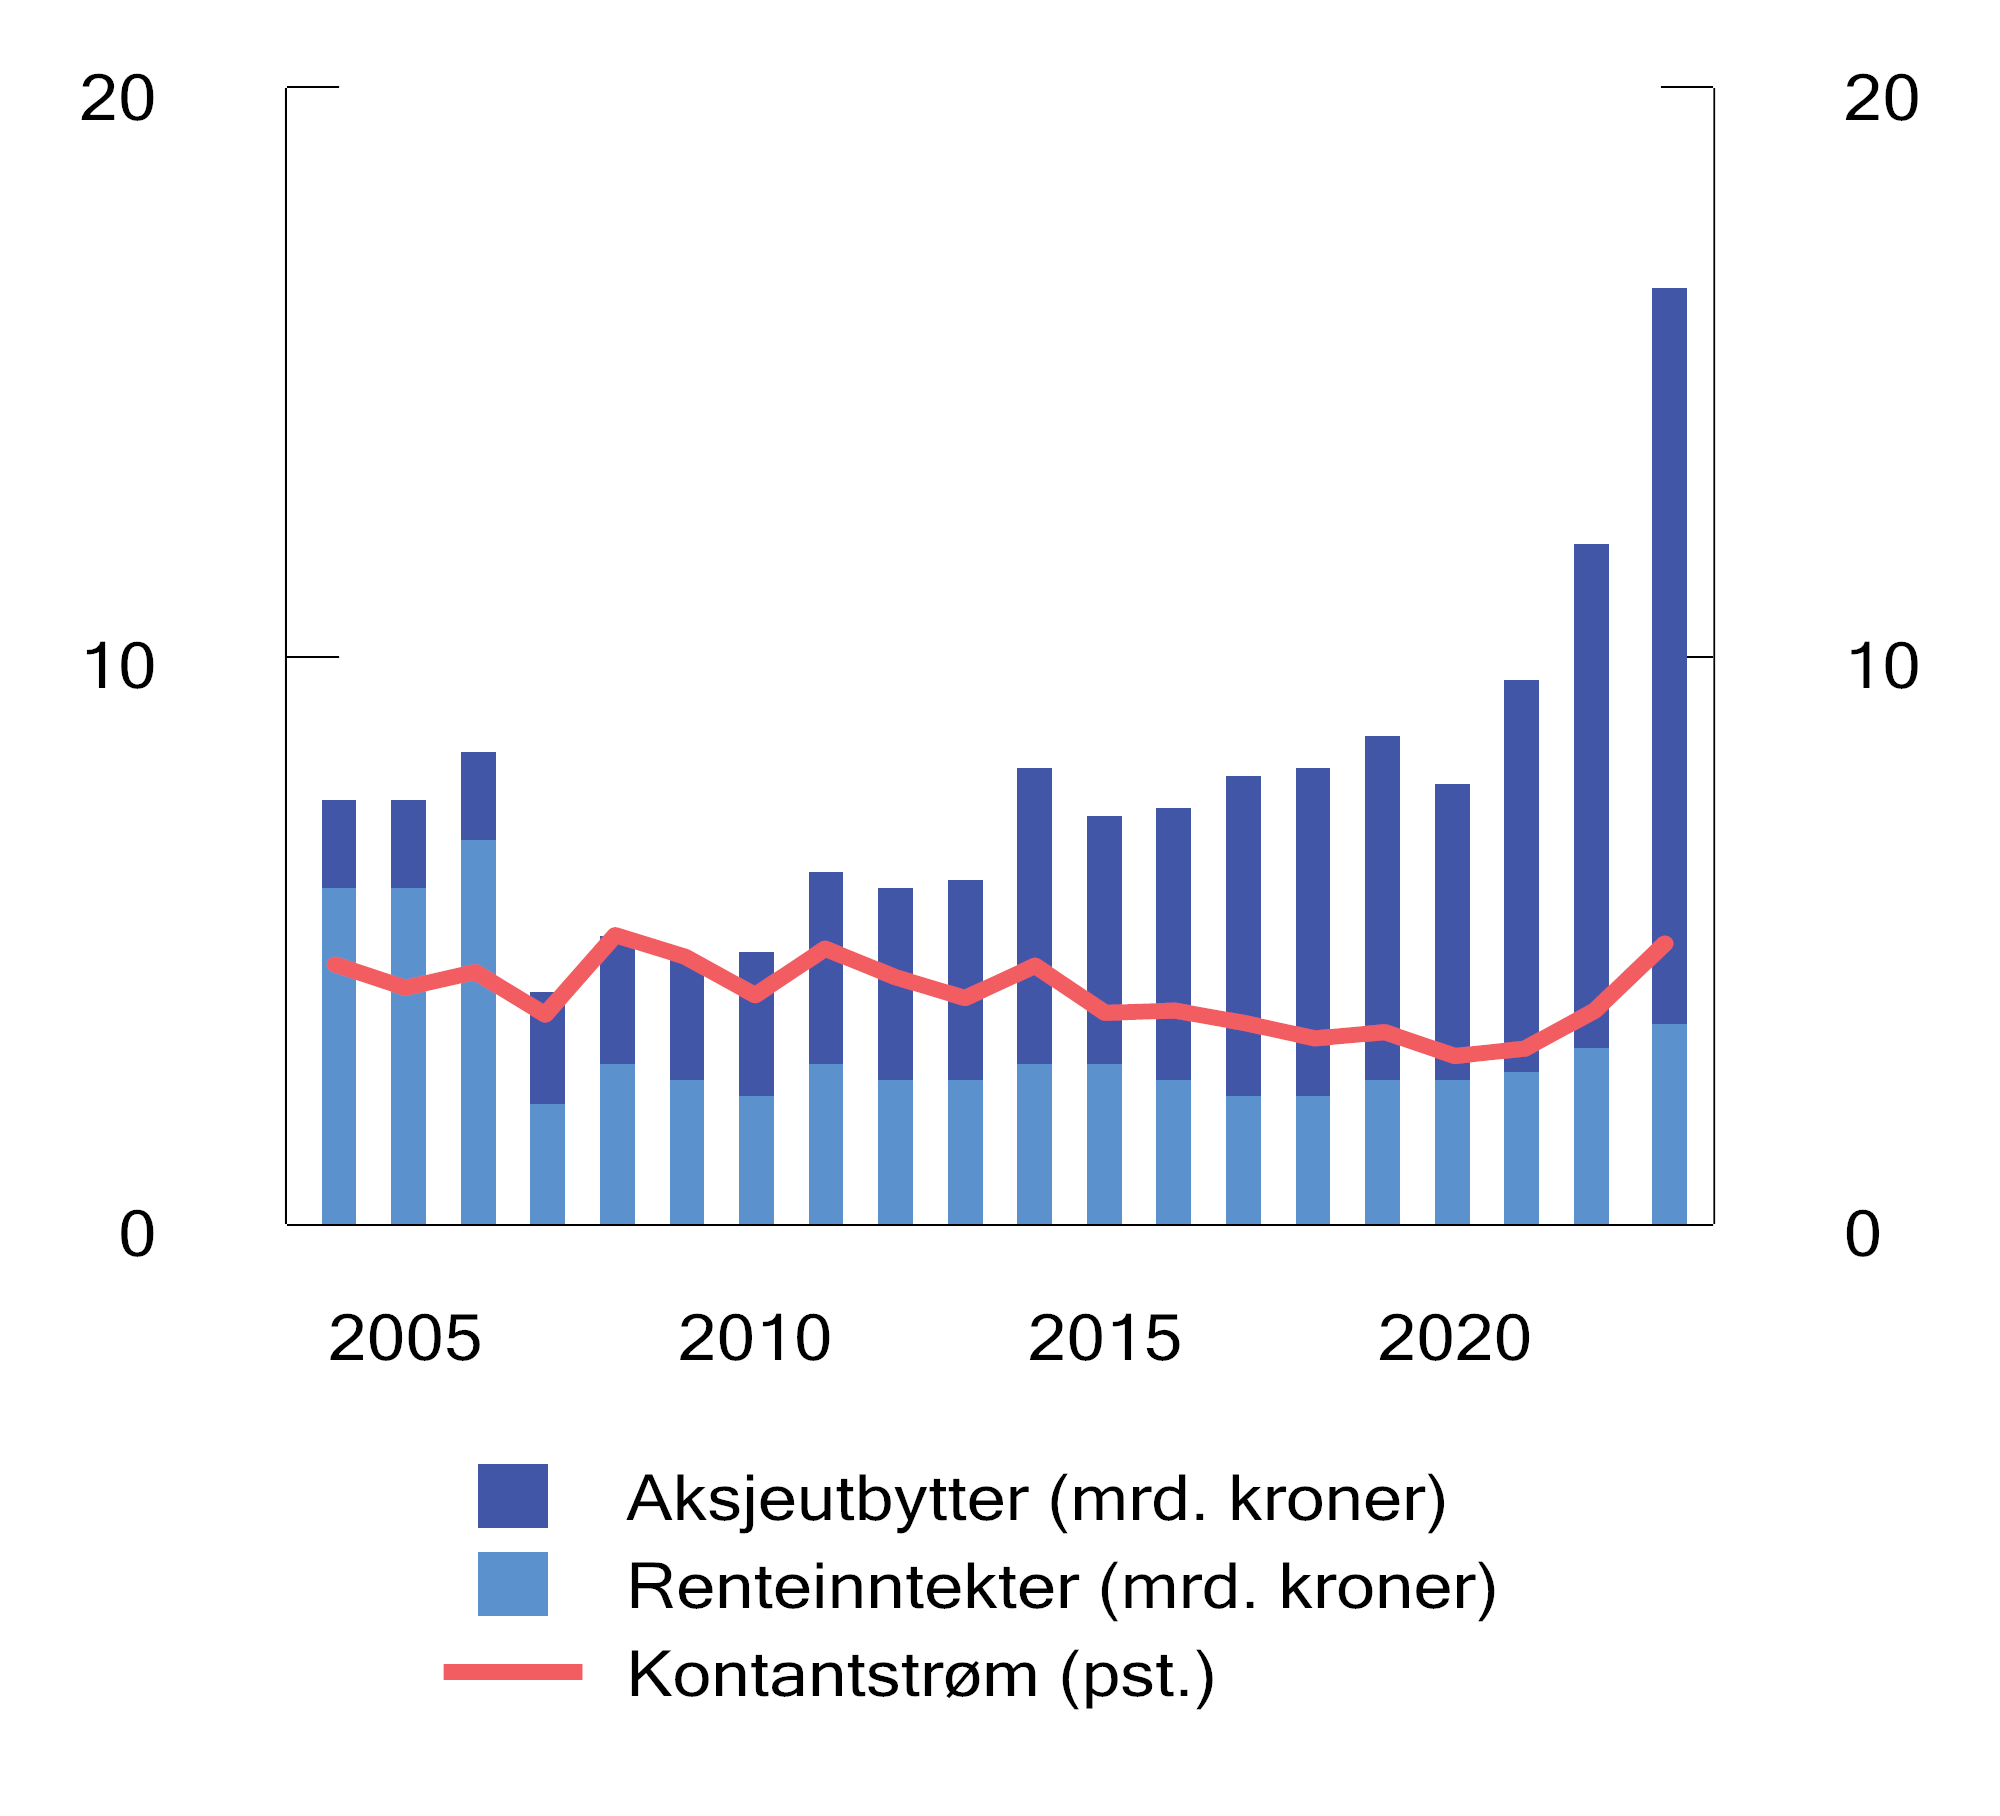 20 20
10 10
0 0
2005 2010 2015 2020
Aksjeutbytter (mrd. kroner)
Renteinntekter (mrd. kroner)
Kontantstrøm (pst.)